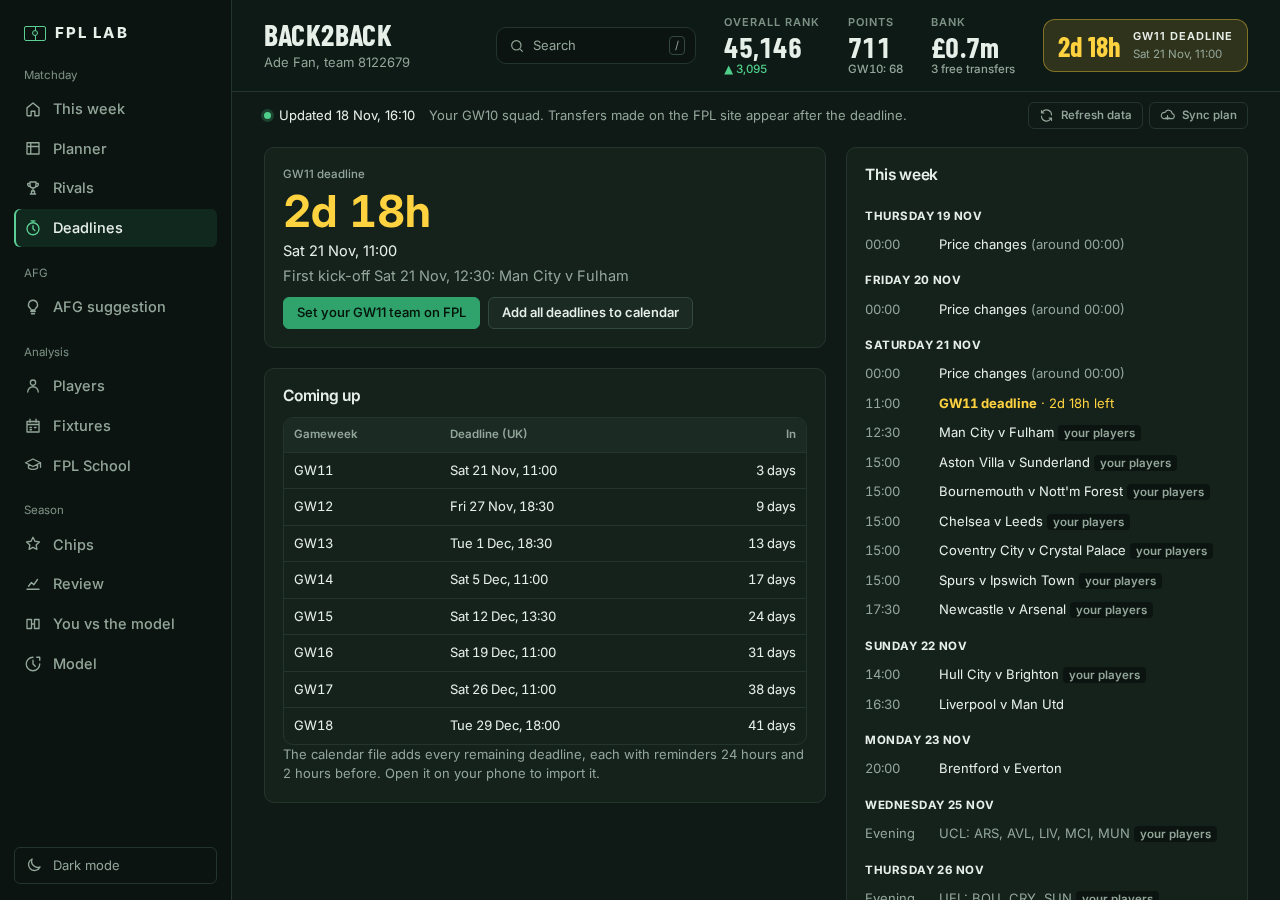 FPL LAB
Matchday
This week
Planner
Rivals
Deadlines
AFG
AFG suggestion
Analysis
Players
Fixtures
FPL School
Season
Chips
Review
You vs the model
Model
Dark mode
BACK2BACK
Ade Fan, team 8122679
Search /
OVERALL RANK
45,146
▲ 3,095
POINTS
711
GW10: 68
BANK
£0.7m
3 free transfers
2d 18h
GW11 DEADLINE
Sat 21 Nov, 11:00
Updated 18 Nov, 16:10 Your GW10 squad. Transfers made on the FPL site appear after the deadline.
Refresh data
Sync plan
GW11 deadline
2d 18h
Sat 21 Nov, 11:00
First kick-off Sat 21 Nov, 12:30: Man City v Fulham
Set your GW11 team on FPL
Add all deadlines to calendar
Coming up
Gameweek Deadline (UK) In
GW11 Sat 21 Nov, 11:00 3 days
GW12 Fri 27 Nov, 18:30 9 days
GW13 Tue 1 Dec, 18:30 13 days
GW14 Sat 5 Dec, 11:00 17 days
GW15 Sat 12 Dec, 13:30 24 days
GW16 Sat 19 Dec, 11:00 31 days
GW17 Sat 26 Dec, 11:00 38 days
GW18 Tue 29 Dec, 18:00 41 days
The calendar file adds every remaining deadline, each with reminders 24 hours and
2 hours before. Open it on your phone to import it.
This week
THURSDAY 19 NOV
00:00 Price changes (around 00:00)
FRIDAY 20 NOV
00:00 Price changes (around 00:00)
SATURDAY 21 NOV
00:00 Price changes (around 00:00)
11:00 GW11 deadline · 2d 18h left
12:30 Man City v Fulham your players
15:00 Aston Villa v Sunderland your players
15:00 Bournemouth v Nott'm Forest your players
15:00 Chelsea v Leeds your players
15:00 Coventry City v Crystal Palace your players
15:00 Spurs v Ipswich Town your players
17:30 Newcastle v Arsenal your players
SUNDAY 22 NOV
14:00 Hull City v Brighton your players
16:30 Liverpool v Man Utd
MONDAY 23 NOV
20:00 Brentford v Everton
WEDNESDAY 25 NOV
Evening UCL: ARS, AVL, LIV, MCI, MUN your players
THURSDAY 26 NOV
Evening UEL: BOU, CRY, SUN your players